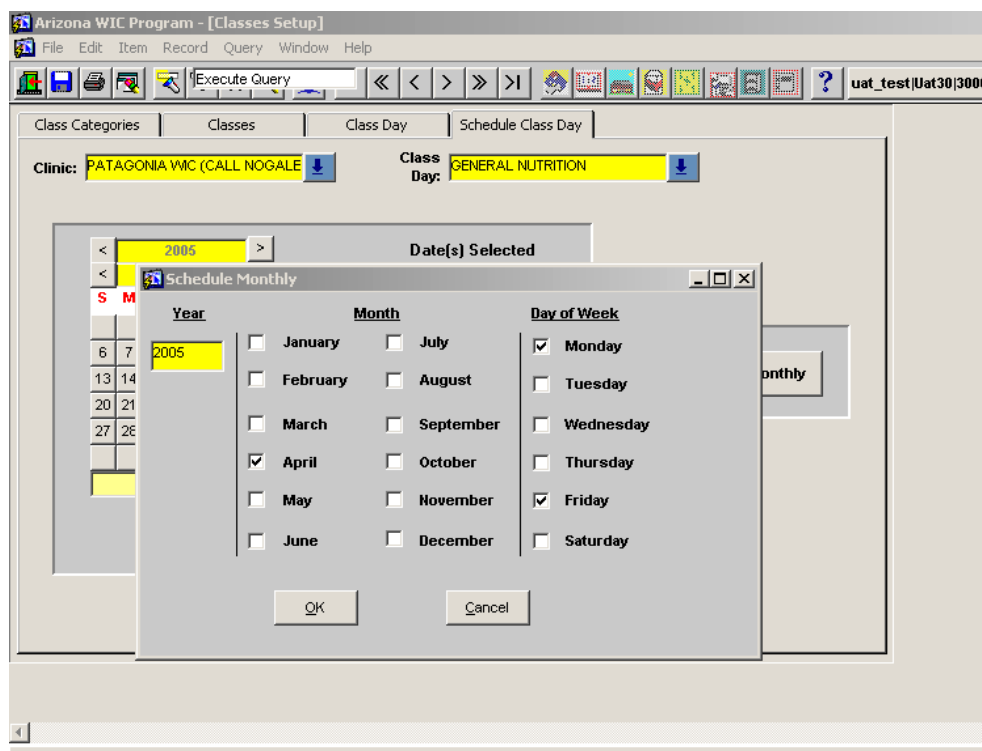 Arizona WIC Program - [Classes Setup]
File Edit Item Record Query Window Help
Execute Query
uat_test|Uat30|300
Class Categories Classes Class Day Schedule Class Day
Clinic: PATAGONIA WIC (CALL NOGALE Class Day: GENERAL NUTRITION
< 2005 > Date(s) Selected
<
Schedule Monthly
S M
6 7
13 14
20 21
27 28
onthly
Year Month Day of Week
2005
January July Monday
February August Tuesday
March September Wednesday
April October Thursday
May November Friday
June December Saturday
OK Cancel